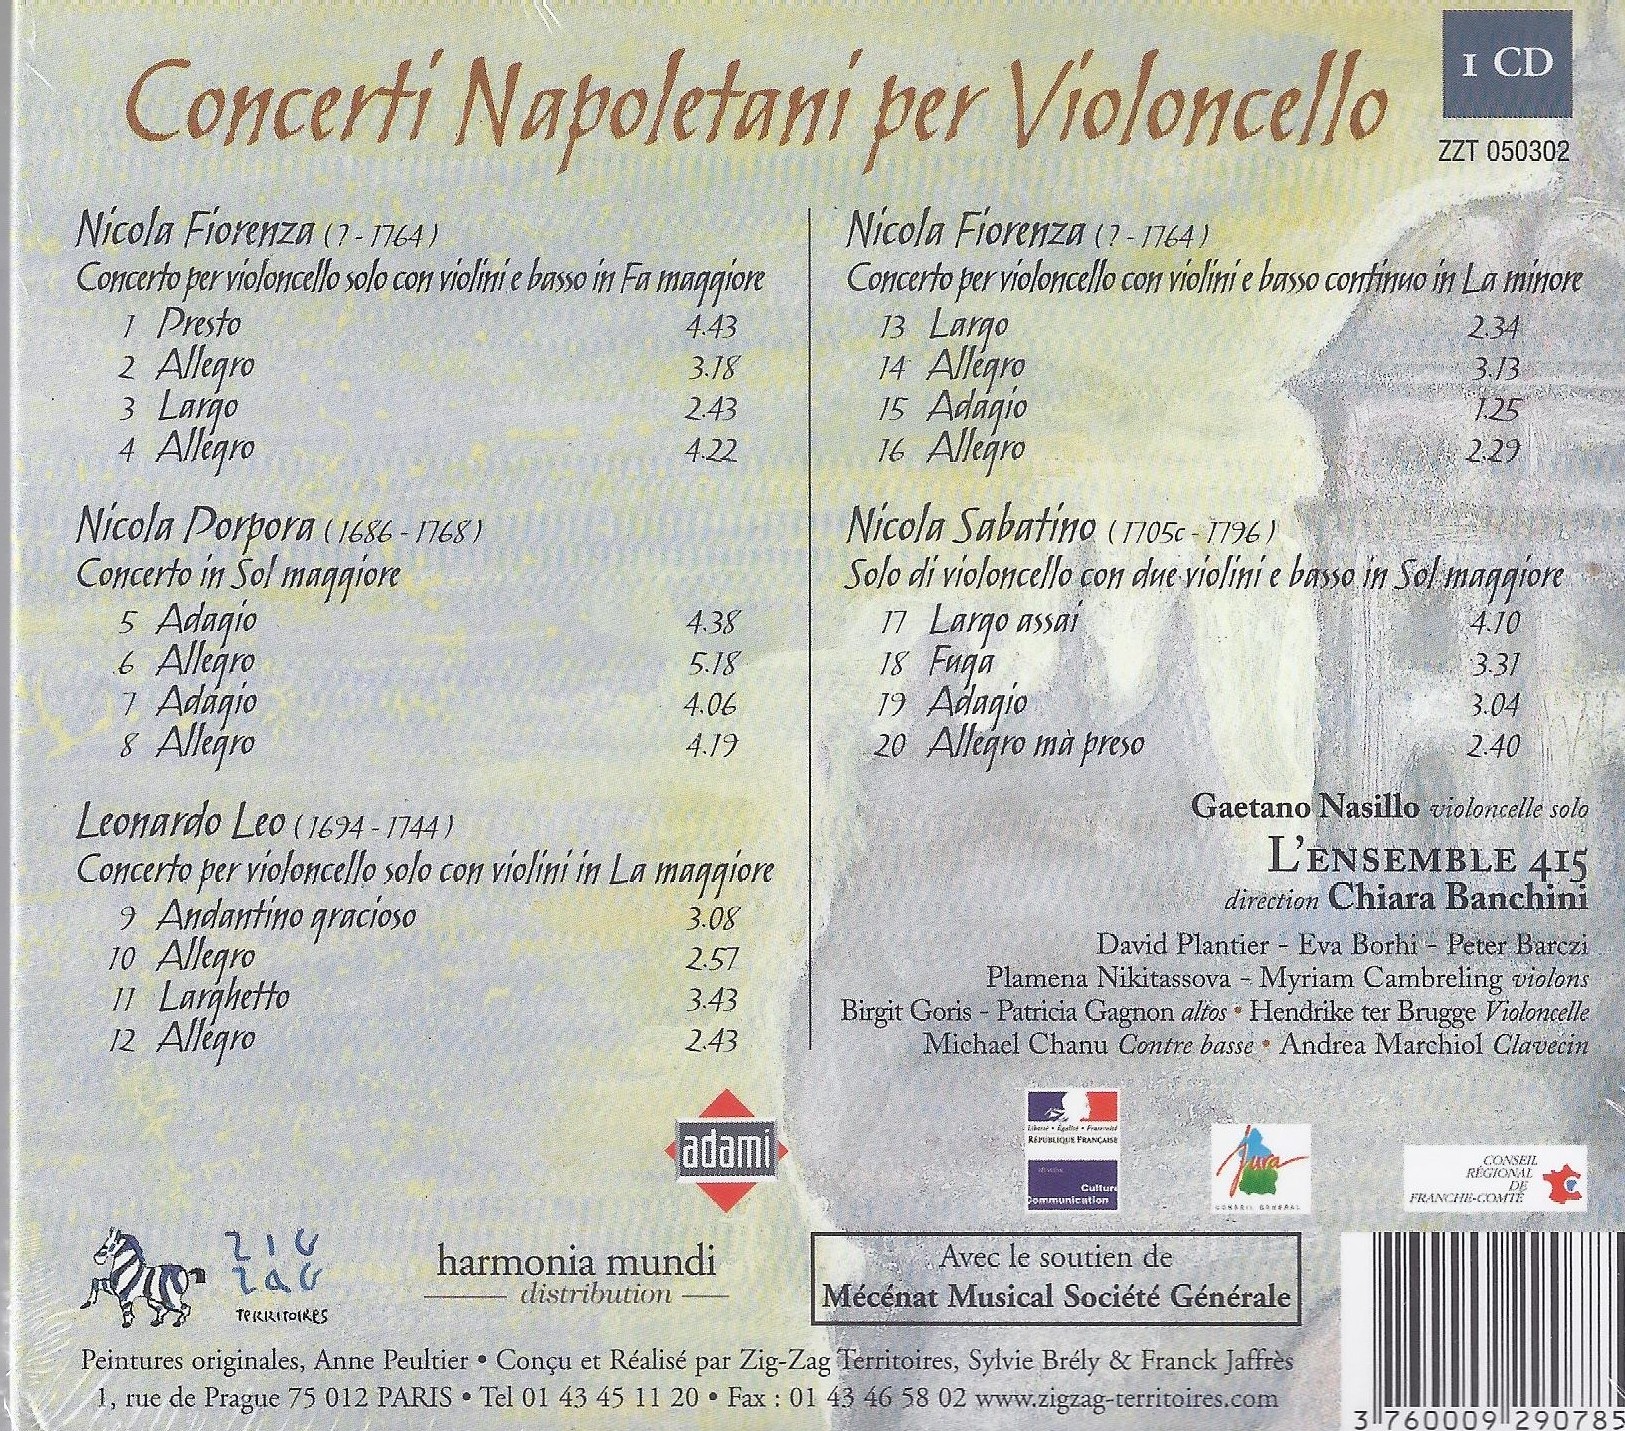 Concerti Napoletani per Violoncello
1 CD
ZZT 050302
Nicola Fiorenza (? - 1764)
Concerto per violoncello solo con violini e basso in Fa maggiore
1 Presto 4.43
2 Allegro 3.18
3 Largo 2.43
4 Allegro 4.22
Nicola Porpora (1686 - 1768)
Concerto in Sol maggiore
5 Adagio 4.38
6 Allegro 5.18
7 Adagio 4.06
8 Allegro 4.19
Leonardo Leo (1694 - 1744)
Concerto per violoncello solo con violini in La maggiore
9 Andantino gracioso 3.08
10 Allegro 2.57
11 Larghetto 3.43
12 Allegro 2.43
Nicola Fiorenza (? - 1764)
Concerto per violoncello con violini e basso continuo in La minore
13 Largo 2.34
14 Allegro 3.13
15 Adagio 1.25
16 Allegro 2.29
Nicola Sabatino (1705c - 1796)
Solo di violoncello con due violini e basso in Sol maggiore
17 Largo assai 4.10
18 Fuga 3.31
19 Adagio 3.04
20 Allegro mà preso 2.40
Gaetano Nasillo violoncelle solo
L'ENSEMBLE 415
direction Chiara Banchini
David Plantier - Eva Borhi - Peter Barczi
Plamena Nikitassova - Myriam Cambreling violons
Birgit Goris - Patricia Gagnon altos • Hendrike ter Brugge Violoncelle
Michael Chanu Contre basse • Andrea Marchiol Clavecin
adami
Liberté • Égalité • Fraternité
RÉPUBLIQUE FRANÇAISE
Culture
Communication
Jura
CONSEIL GENERAL
CONSEIL
RÉGIONAL
DE
FRANCHE-COMTÉ
ZIG
ZAG
TERRITOIRES
harmonia mundi
distribution
Avec le soutien de
Mécénat Musical Société Générale
Peintures originales, Anne Peultier • Conçu et Réalisé par Zig-Zag Territoires, Sylvie Brély & Franck Jaffrès
1, rue de Prague 75 012 PARIS • Tel 01 43 45 11 20 • Fax : 01 43 46 58 02 www.zigzag-territoires.com
3 760009 290785